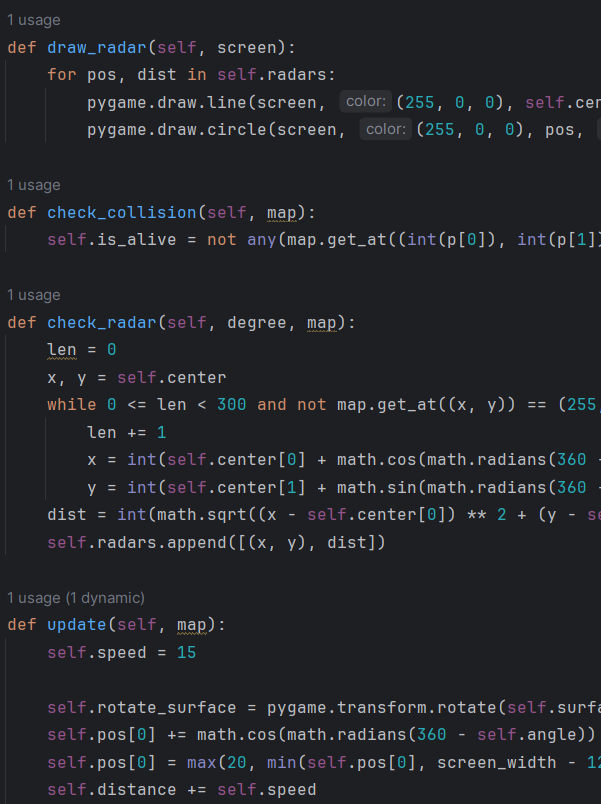 1 usage
def draw_radar(self, screen):
    for pos, dist in self.radars:
        pygame.draw.line(screen, color: (255, 0, 0), self.cen
        pygame.draw.circle(screen, color: (255, 0, 0), pos,
1 usage
def check_collision(self, map):
    self.is_alive = not any(map.get_at((int(p[0]), int(p[1])
1 usage
def check_radar(self, degree, map):
    len = 0
    x, y = self.center
    while 0 <= len < 300 and not map.get_at((x, y)) == (255,
        len += 1
        x = int(self.center[0] + math.cos(math.radians(360 -
        y = int(self.center[1] + math.sin(math.radians(360 -
    dist = int(math.sqrt((x - self.center[0]) ** 2 + (y - se
    self.radars.append([(x, y), dist])
1 usage (1 dynamic)
def update(self, map):
    self.speed = 15
    self.rotate_surface = pygame.transform.rotate(self.surfa
    self.pos[0] += math.cos(math.radians(360 - self.angle))
    self.pos[0] = max(20, min(self.pos[0], screen_width - 12
    self.distance += self.speed